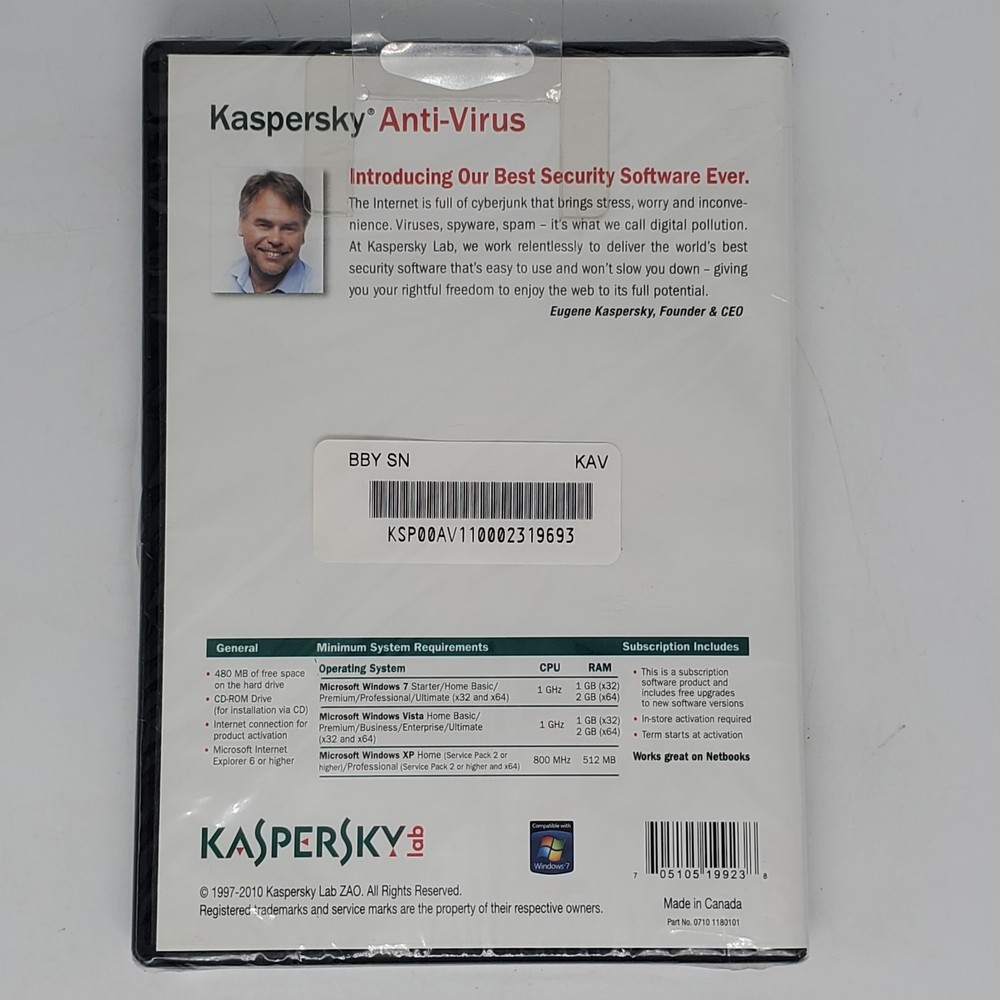 Kaspersky® Anti-Virus
Introducing Our Best Security Software Ever.
The Internet is full of cyberjunk that brings stress, worry and inconve-
nience. Viruses, spyware, spam – it's what we call digital pollution.
At Kaspersky Lab, we work relentlessly to deliver the world's best
security software that's easy to use and won't slow you down – giving
you your rightful freedom to enjoy the web to its full potential.
Eugene Kaspersky, Founder & CEO
BBY SN KAV
KSP00AV110002319693
General
• 480 MB of free space
on the hard drive
• CD-ROM Drive
(for installation via CD)
• Internet connection for
product activation
• Microsoft Internet
Explorer 6 or higher
Minimum System Requirements
Operating System CPU RAM
Microsoft Windows 7 Starter/Home Basic/
Premium/Professional/Ultimate (x32 and x64)
1 GHz
1 GB (x32)
2 GB (x64)
Microsoft Windows Vista Home Basic/
Premium/Business/Enterprise/Ultimate
(x32 and x64)
1 GHz
1 GB (x32)
2 GB (x64)
Microsoft Windows XP Home (Service Pack 2 or
higher)/Professional (Service Pack 2 or higher and x64)
800 MHz
512 MB
Subscription Includes
• This is a subscription
software product and
includes free upgrades
to new software versions
• In-store activation required
• Term starts at activation
Works great on Netbooks
KASPERSKY lab
Compatible with
Windows 7
7 05105 19923 8
© 1997-2010 Kaspersky Lab ZAO. All Rights Reserved.
Registered trademarks and service marks are the property of their respective owners.
Made in Canada
Part No. 0710 1180101